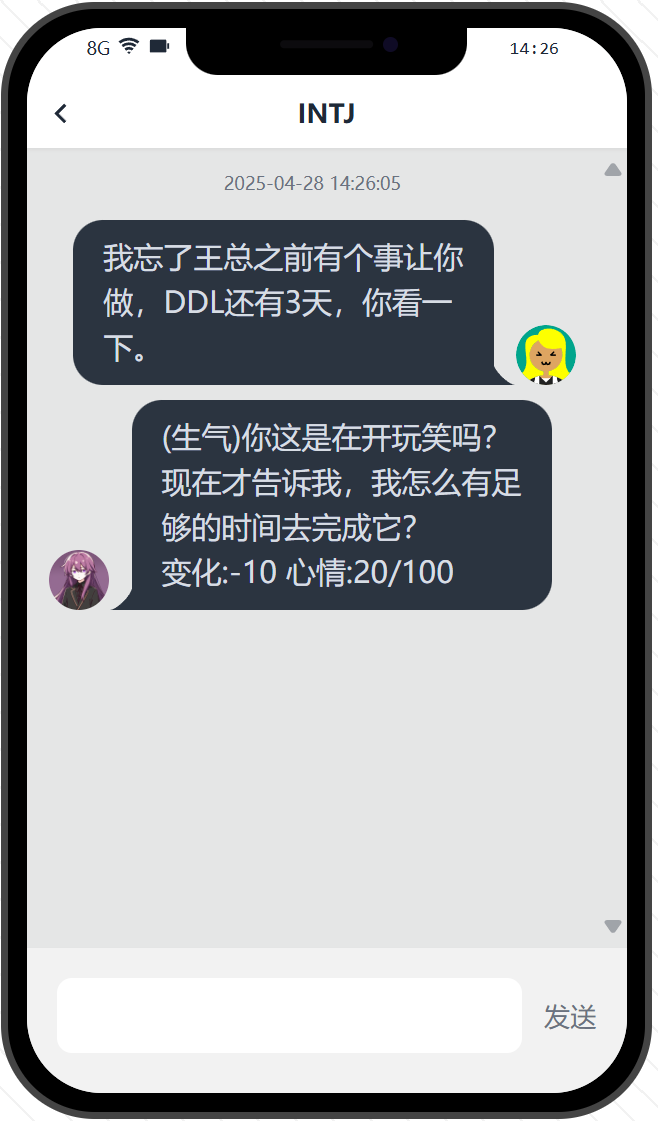 8G
14:26
INTJ
2025-04-28 14:26:05
我忘了王总之前有个事让你
做，DDL还有3天，你看一
下。
(生气)你这是在开玩笑吗？
现在才告诉我，我怎么有足
够的时间去完成它？
变化:-10 心情:20/100
发送